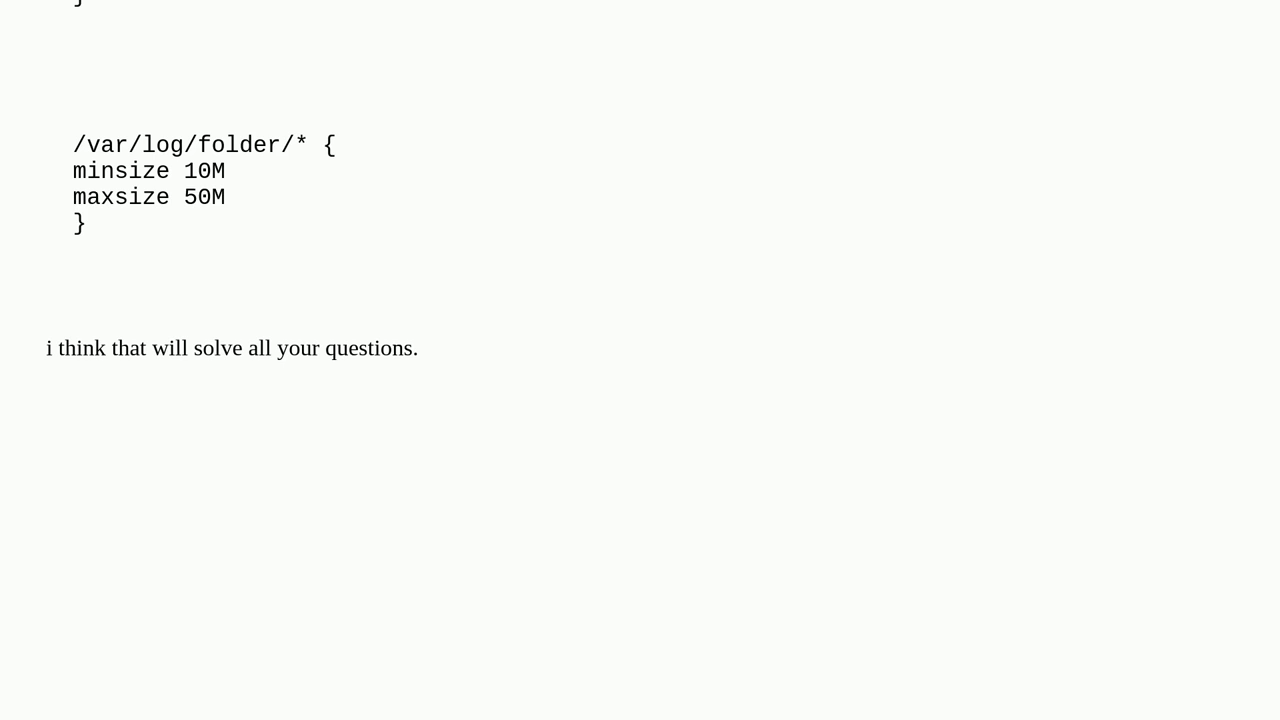 }
/var/log/folder/* {
minsize 10M
maxsize 50M
}
i think that will solve all your questions.